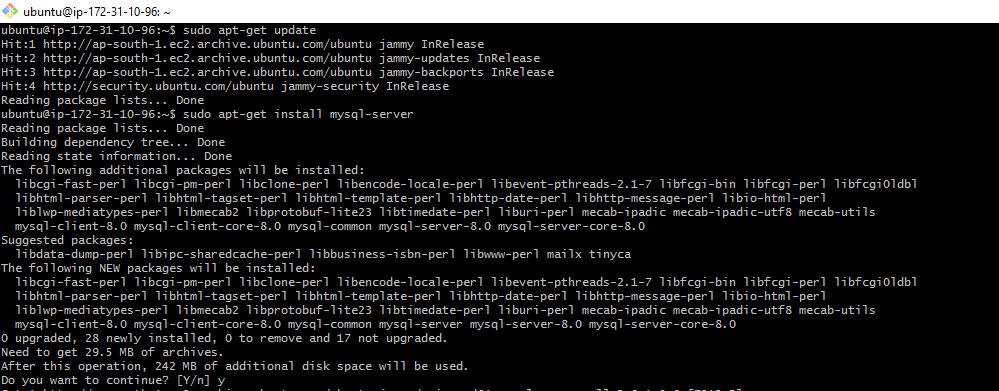 ubuntu@ip-172-31-10-96: ~
ubuntu@ip-172-31-10-96:~$ sudo apt-get update
Hit:1 http://ap-south-1.ec2.archive.ubuntu.com/ubuntu jammy InRelease
Hit:2 http://ap-south-1.ec2.archive.ubuntu.com/ubuntu jammy-updates InRelease
Hit:3 http://ap-south-1.ec2.archive.ubuntu.com/ubuntu jammy-backports InRelease
Hit:4 http://security.ubuntu.com/ubuntu jammy-security InRelease
Reading package lists... Done
ubuntu@ip-172-31-10-96:~$ sudo apt-get install mysql-server
Reading package lists... Done
Building dependency tree... Done
Reading state information... Done
The following additional packages will be installed:
libcgi-fast-perl libcgi-pm-perl libclone-perl libencode-locale-perl libevent-pthreads-2.1-7 libfcgi-bin libfcgi-perl libfcgi0ldbl
libhtml-parser-perl libhtml-tagset-perl libhtml-template-perl libhttp-date-perl libhttp-message-perl libio-html-perl
liblwp-mediatypes-perl libmecab2 libprotobuf-lite23 libtimedate-perl liburi-perl mecab-ipadic mecab-ipadic-utf8 mecab-utils
mysql-client-8.0 mysql-client-core-8.0 mysql-common mysql-server-8.0 mysql-server-core-8.0
Suggested packages:
libdata-dump-perl libipc-sharedcache-perl libbusiness-isbn-perl libwww-perl mailx tinyca
The following NEW packages will be installed:
libcgi-fast-perl libcgi-pm-perl libclone-perl libencode-locale-perl libevent-pthreads-2.1-7 libfcgi-bin libfcgi-perl libfcgi0ldbl
libhtml-parser-perl libhtml-tagset-perl libhtml-template-perl libhttp-date-perl libhttp-message-perl libio-html-perl
liblwp-mediatypes-perl libmecab2 libprotobuf-lite23 libtimedate-perl liburi-perl mecab-ipadic mecab-ipadic-utf8 mecab-utils
mysql-client-8.0 mysql-client-core-8.0 mysql-common mysql-server mysql-server-8.0 mysql-server-core-8.0
0 upgraded, 28 newly installed, 0 to remove and 17 not upgraded.
Need to get 29.5 MB of archives.
After this operation, 242 MB of additional disk space will be used.
Do you want to continue? [Y/n] y